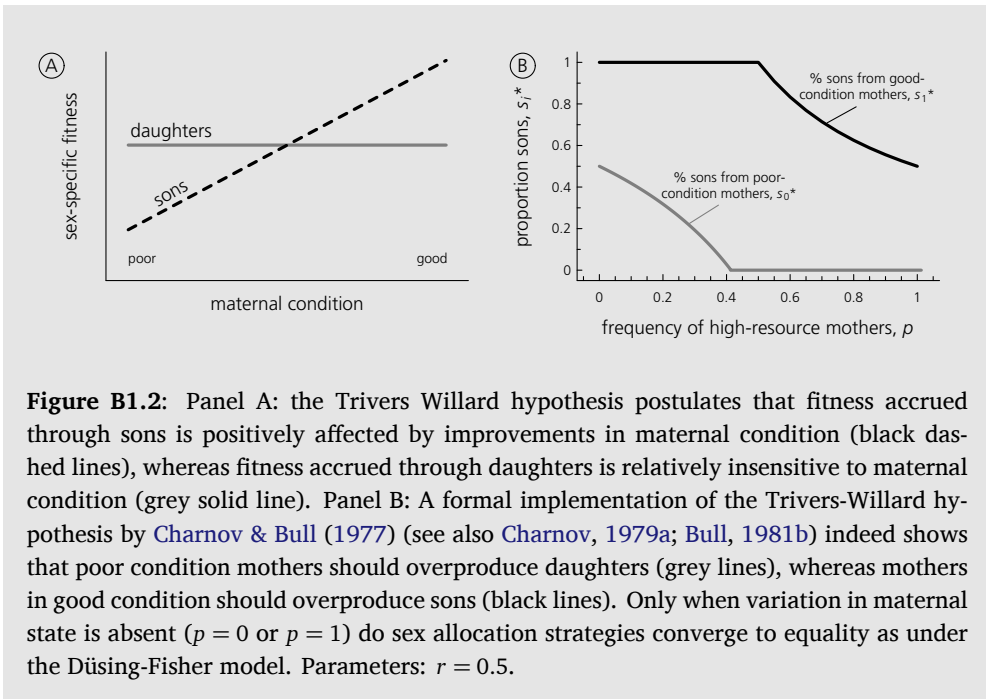 A
sex-specific fitness
daughters
sons
poor
good
maternal condition
B
proportion sons, sᵢ*
1
0.8
0.6
0.4
0.2
0
% sons from good-
condition mothers, s₁*
% sons from poor-
condition mothers, s₀*
0
0.2
0.4
0.6
0.8
1
frequency of high-resource mothers, p
Figure B1.2: Panel A: the Trivers Willard hypothesis postulates that fitness accrued
through sons is positively affected by improvements in maternal condition (black das-
hed lines), whereas fitness accrued through daughters is relatively insensitive to maternal
condition (grey solid line). Panel B: A formal implementation of the Trivers-Willard hy-
pothesis by Charnov & Bull (1977) (see also Charnov, 1979a; Bull, 1981b) indeed shows
that poor condition mothers should overproduce daughters (grey lines), whereas mothers
in good condition should overproduce sons (black lines). Only when variation in maternal
state is absent (p = 0 or p = 1) do sex allocation strategies converge to equality as under
the Düsing-Fisher model. Parameters: r = 0.5.